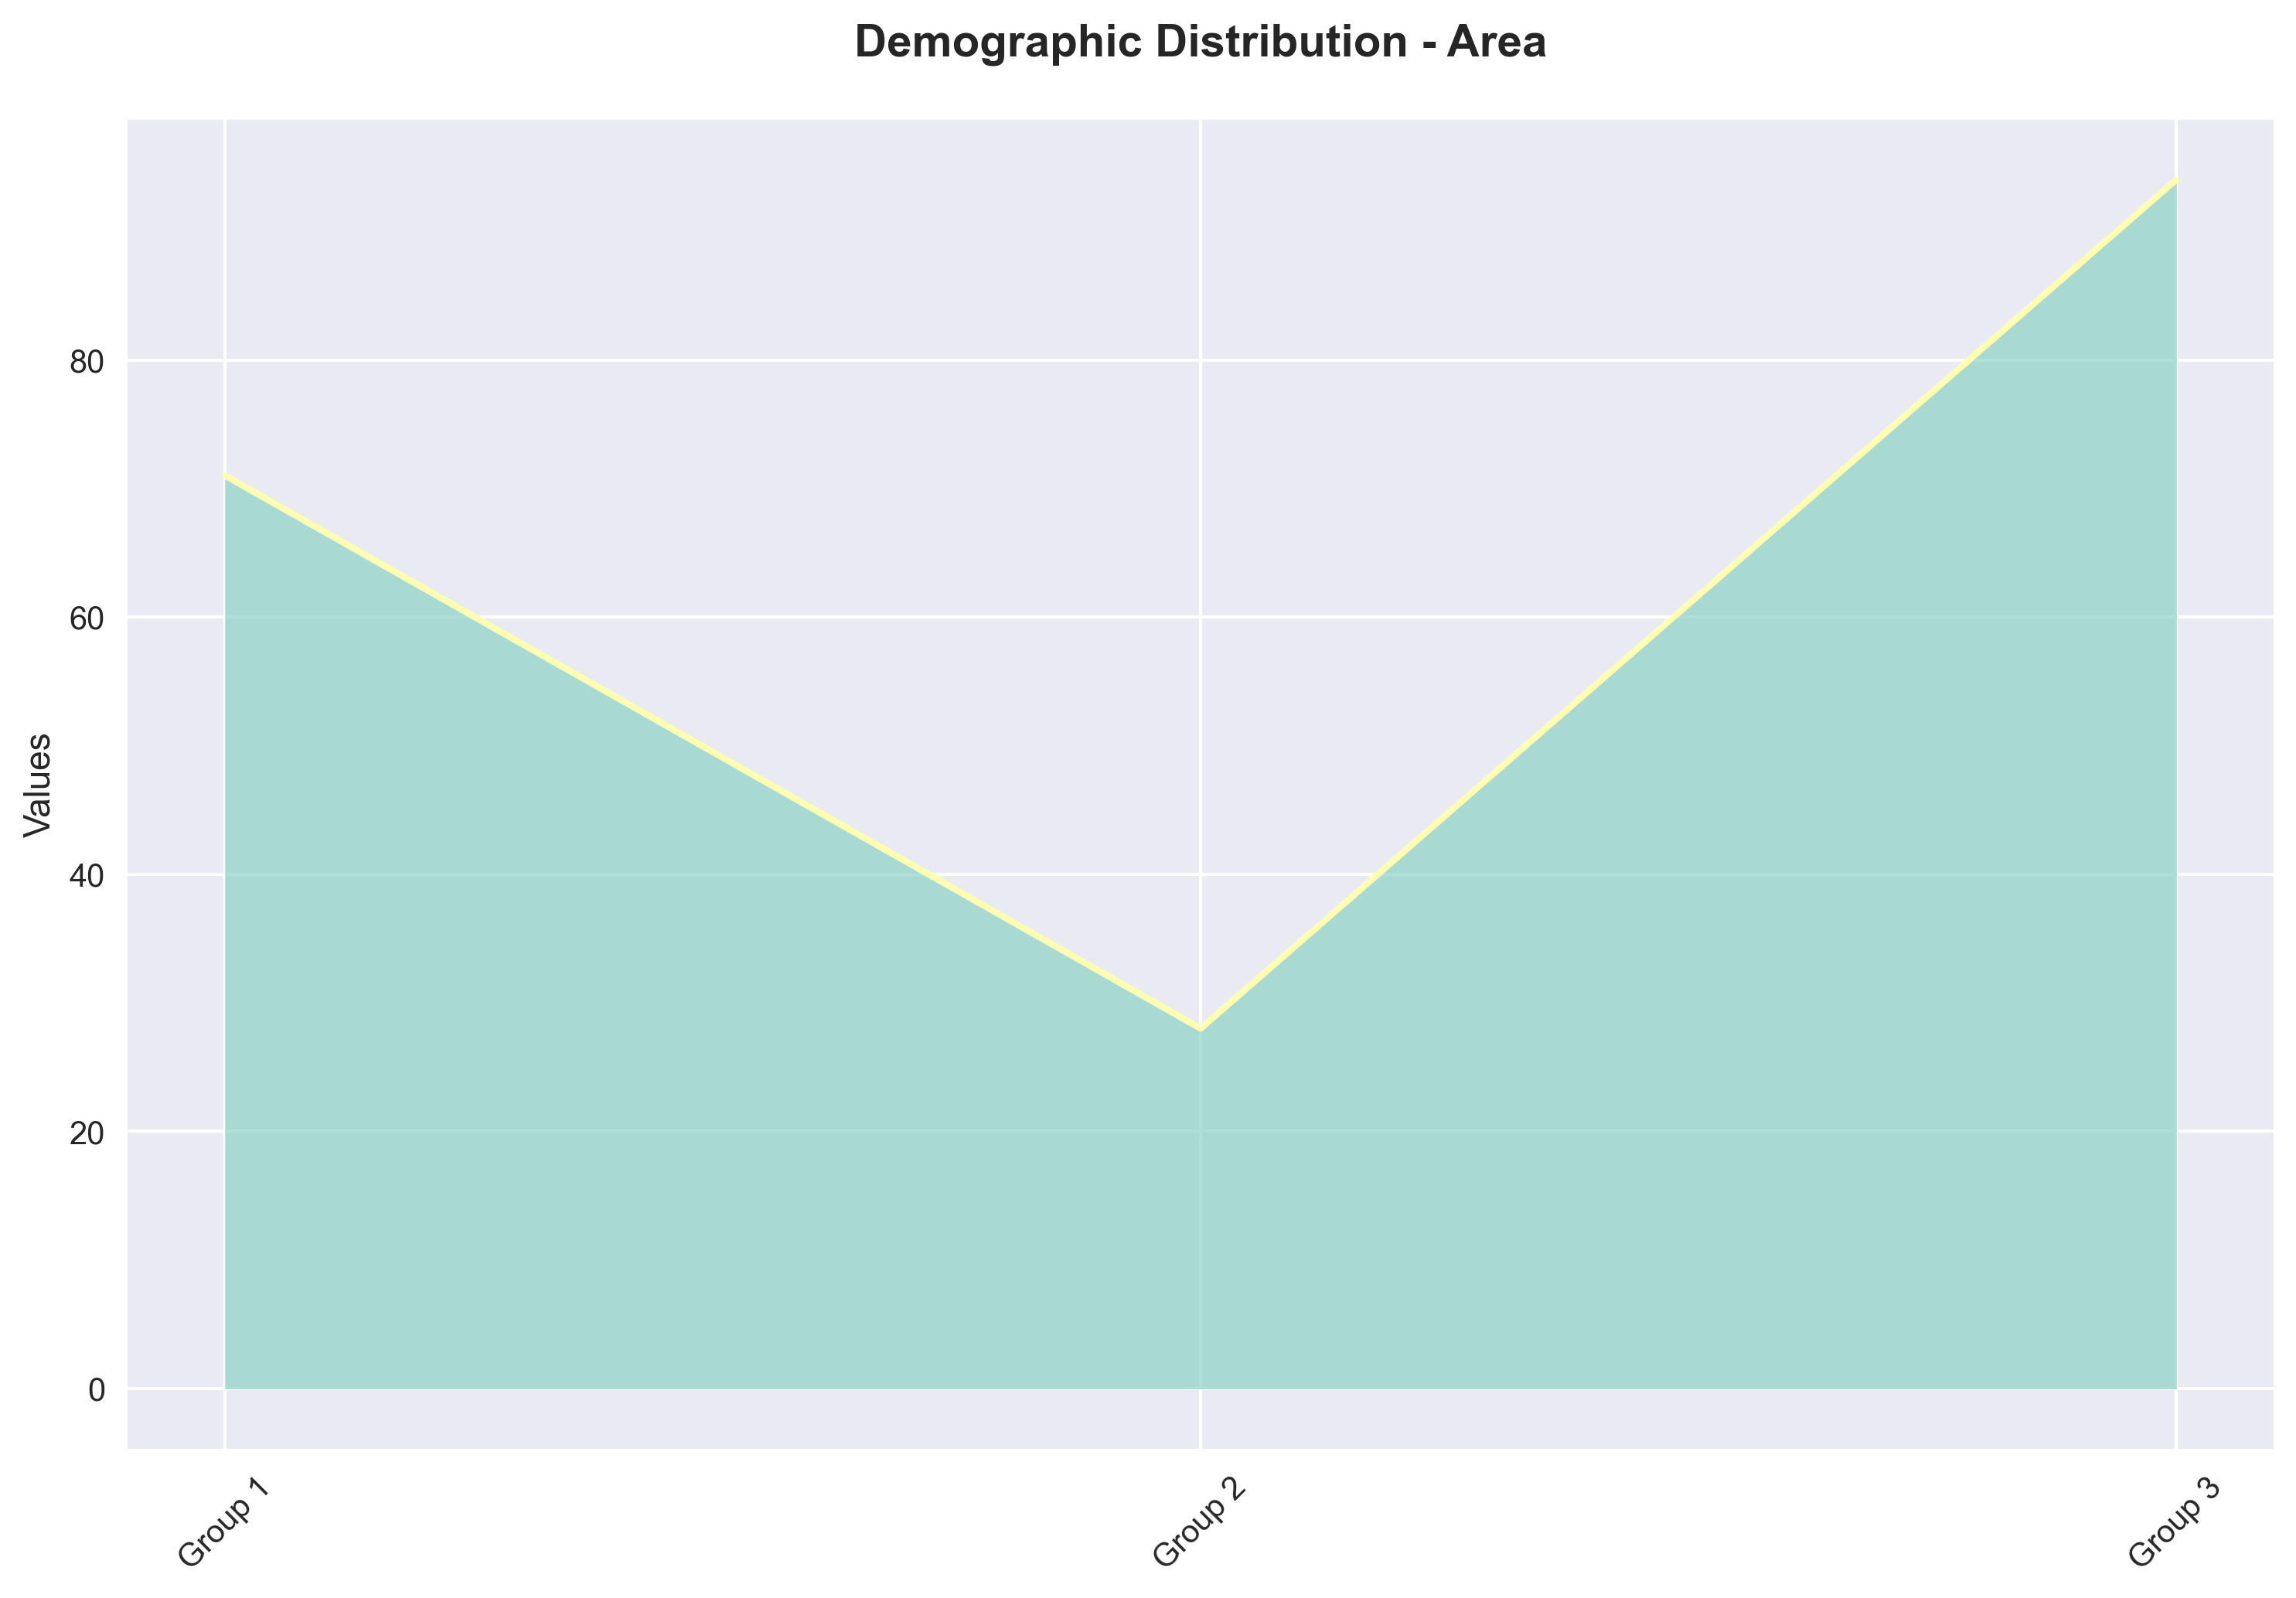 Demographic Distribution - Area
80
60
40
20
0
Values
Group 1
Group 2
Group 3